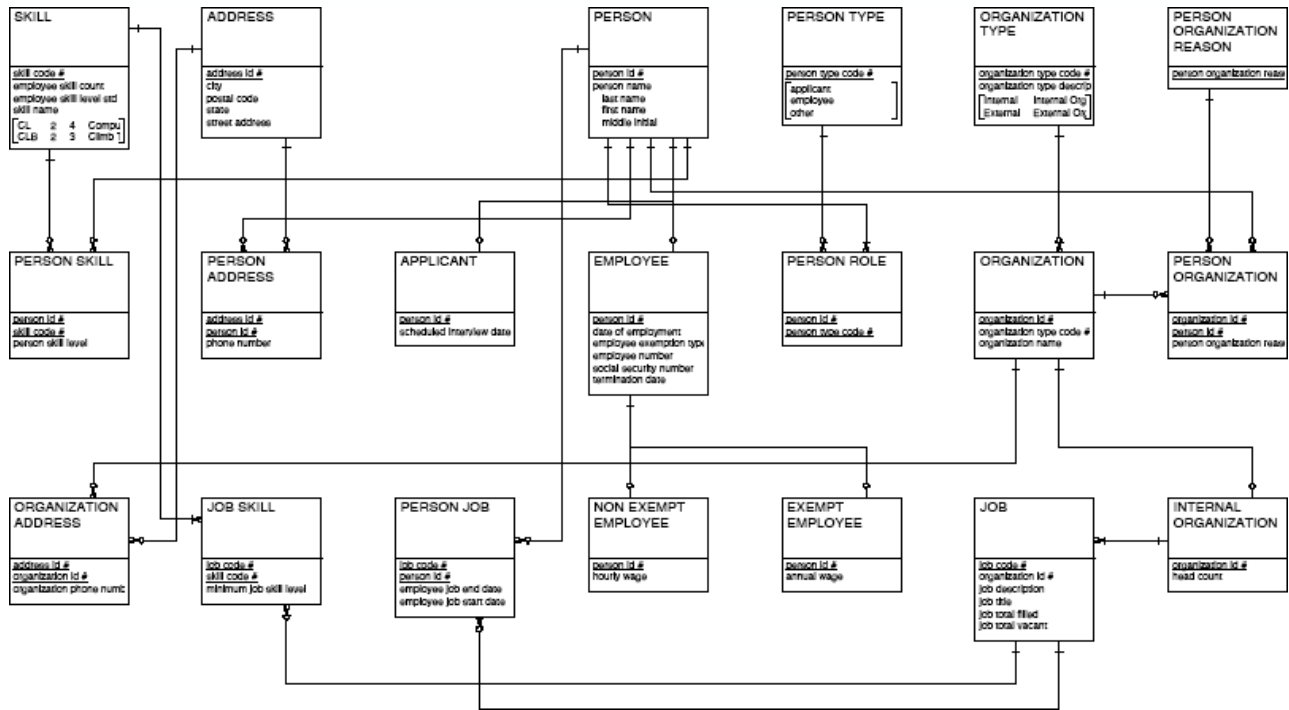 SKILL
skill code #
employee skill count
employee skill level std
skill name
CL 2 4 Compu
CLB 2 3 Climb
ADDRESS
address id #
city
postal code
state
street address
PERSON
person id #
person name
last name
first name
middle initial
PERSON TYPE
person type code #
applicant
employee
other
ORGANIZATION
TYPE
organization type code #
organization type descrip
Internal Internal Org
External External Org
PERSON
ORGANIZATION
REASON
person organization reas
PERSON SKILL
person id #
skill code #
person skill level
PERSON
ADDRESS
address id #
person id #
phone number
APPLICANT
person id #
scheduled interview date
EMPLOYEE
person id #
date of employment
employee exemption type
employee number
social security number
termination date
PERSON ROLE
person id #
person type code #
ORGANIZATION
organization id #
organization type code #
organization name
PERSON
ORGANIZATION
organization id #
person id #
person organization reas
ORGANIZATION
ADDRESS
address id #
organization id #
organization phone numb
JOB SKILL
job code #
skill code #
minimum job skill level
PERSON JOB
job code #
person id #
employee job end date
employee job start date
NON EXEMPT
EMPLOYEE
person id #
hourly wage
EXEMPT
EMPLOYEE
person id #
annual wage
JOB
job code #
organization id #
job description
job title
job total filled
job total vacant
INTERNAL
ORGANIZATION
organization id #
head count